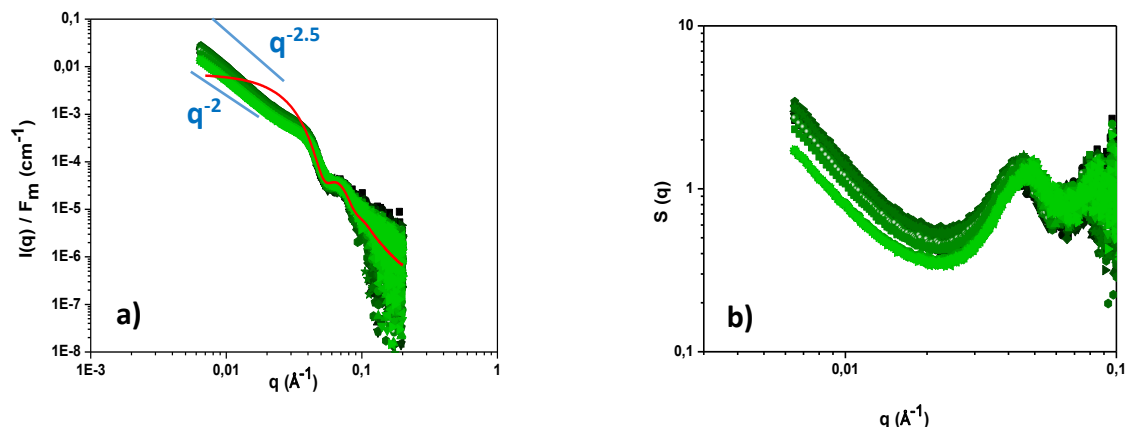 0,1
0,01
1E-3
1E-4
1E-5
1E-6
1E-7
1E-8
I(q) / Fm (cm-1)
q-2.5
q-2
a)
1E-3
0,01
0,1
1
q (Å-1)
10
1
0,1
S (q)
b)
0,01
0,1
q (Å-1)